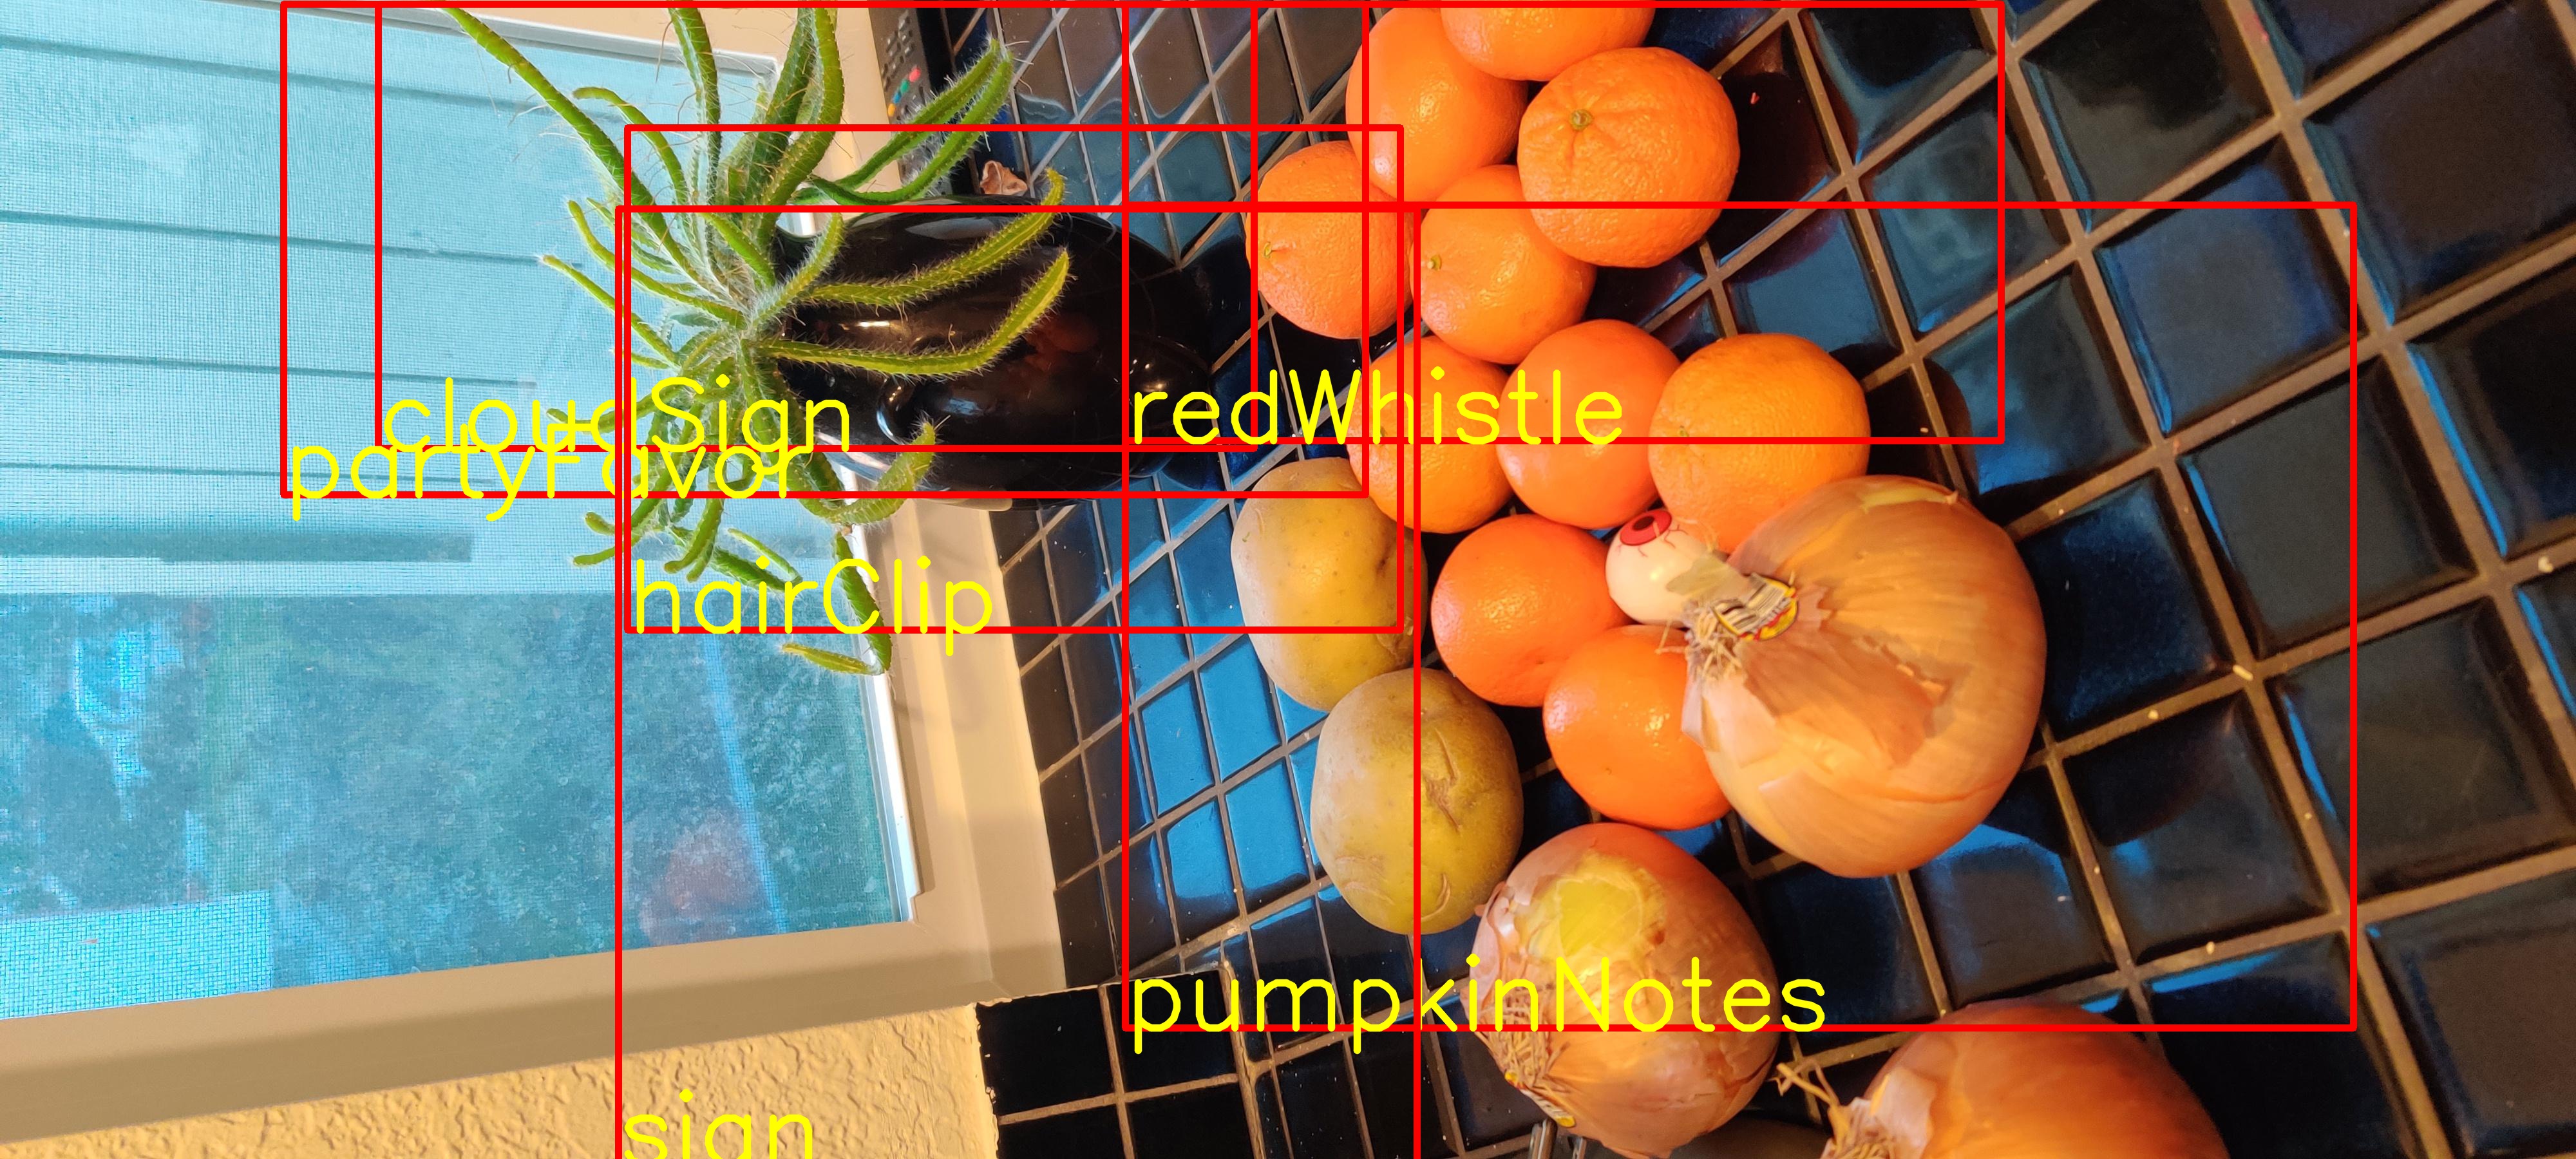 cloudSign
redWhistle
partyFavor
hairClip
pumpkinNotes
sign